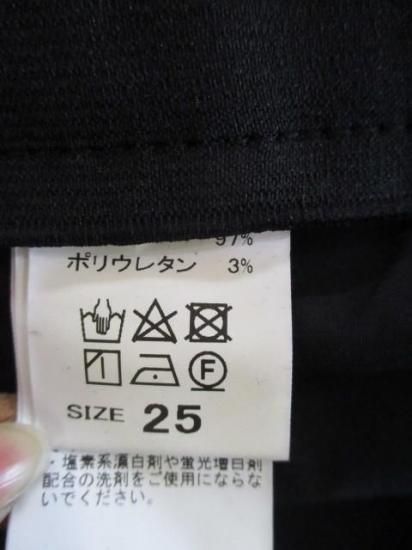 97%
ポリウレタン 3%
F
SIZE 25
・塩素系漂白剤や蛍光増白剤
配合の洗剤をご使用にならな
いでください。